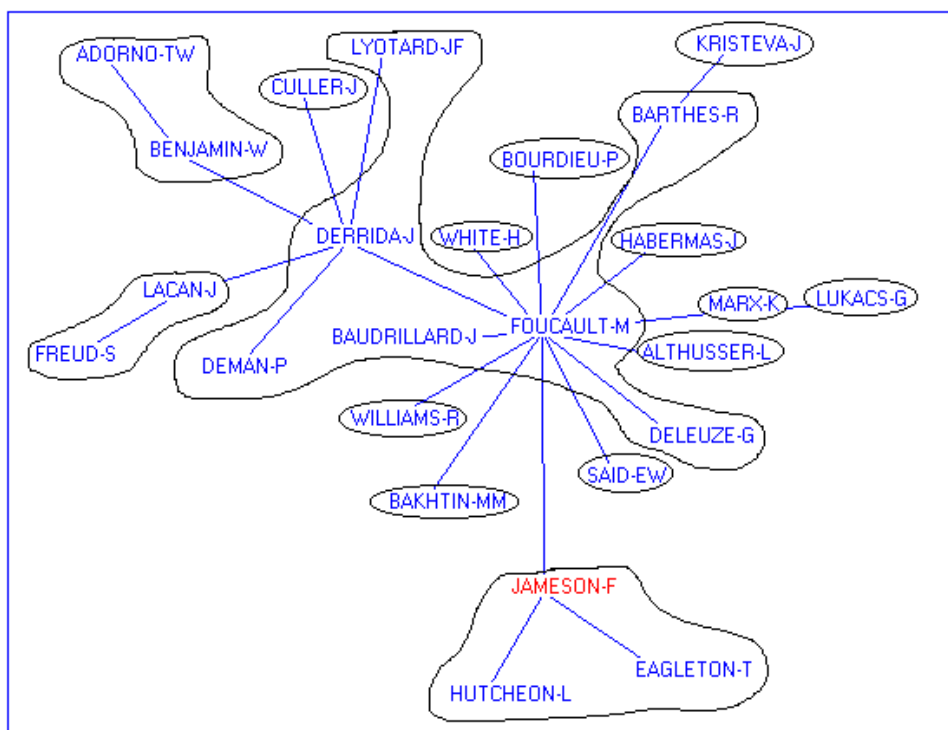 ADORNO-TW
LYOTARD-JF
KRISTEVA-J
CULLER-J
BARTHES-R
BENJAMIN-W
BOURDIEU-P
DERRIDA-J
WHITE-H
HABERMAS-J
LACAN-J
MARX-K
LUKACS-G
FOUCAULT-M
BAUDRILLARD-J
FREUD-S
DEMAN-P
ALTHUSSER-L
WILLIAMS-R
DELEUZE-G
SAID-EW
BAKHTIN-MM
JAMESON-F
EAGLETON-T
HUTCHEON-L